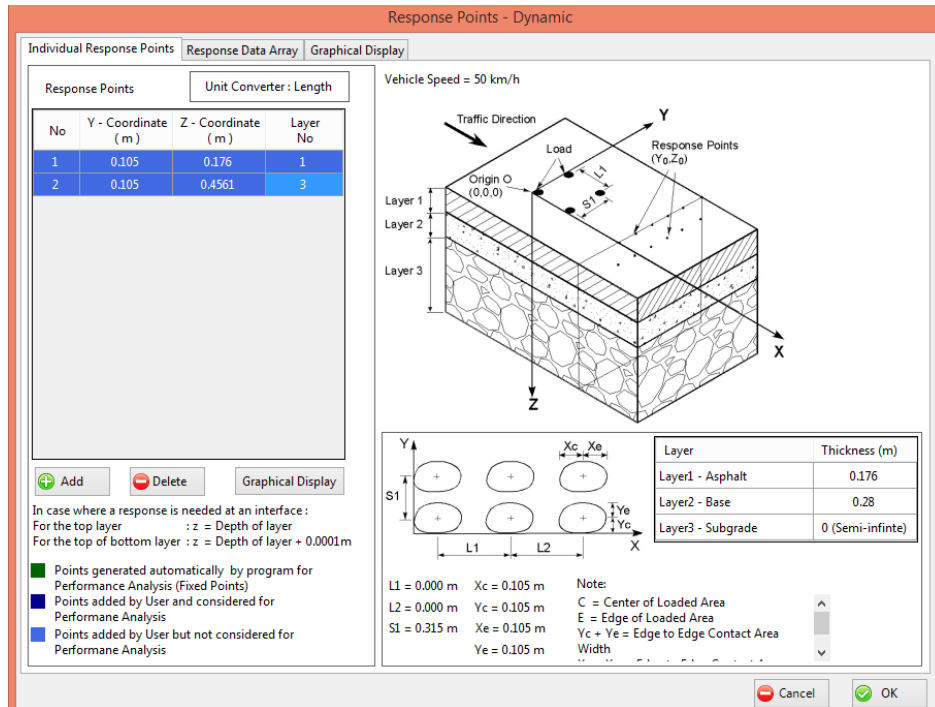 Response Points - Dynamic
Individual Response Points
Response Data Array
Graphical Display
Response Points
Unit Converter : Length
No
Y - Coordinate
( m )
Z - Coordinate
( m )
Layer
No
1 0.105 0.176 1
2 0.105 0.4561 3
Add
Delete
Graphical Display
In case where a response is needed at an interface :
For the top layer : z = Depth of layer
For the top of bottom layer : z = Depth of layer + 0.0001m
Points generated automatically by program for
Performance Analysis (Fixed Points)
Points added by User and considered for
Performane Analysis
Points added by User but not considered for
Performane Analysis
Vehicle Speed = 50 km/h
Traffic Direction
Y
Load
Response Points
(Y₀,Z₀)
L1
Origin O
(0,0,0)
S1
Layer 1
Layer 2
Layer 3
X
Z
Y
Xc Xe
S1
Ye
Yc
L1 L2 X
Layer Thickness (m)
Layer1 - Asphalt 0.176
Layer2 - Base 0.28
Layer3 - Subgrade 0 (Semi-infinte)
L1 = 0.000 m Xc = 0.105 m
L2 = 0.000 m Yc = 0.105 m
S1 = 0.315 m Xe = 0.105 m
Ye = 0.105 m
Note:
C = Center of Loaded Area
E = Edge of Loaded Area
Yc + Ye = Edge to Edge Contact Area
Width
Cancel
OK